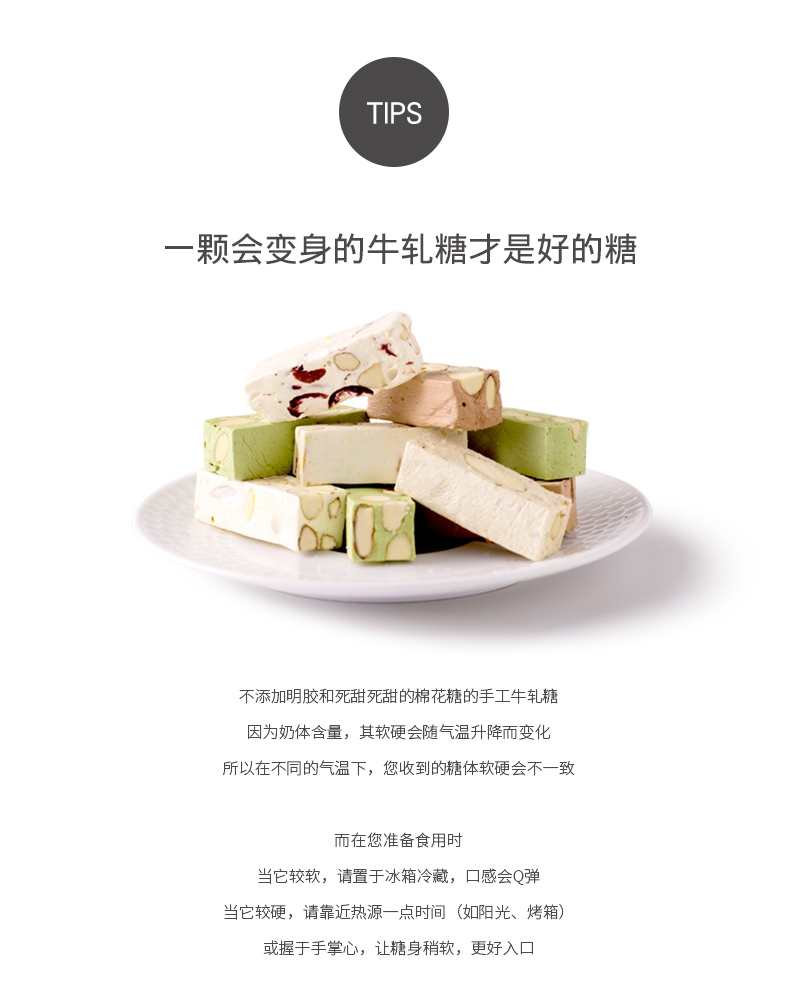 TIPS
一颗会变身的牛轧糖才是好的糖
不添加明胶和死甜死甜的棉花糖的手工牛轧糖
因为奶体含量，其软硬会随气温升降而变化
所以在不同的气温下，您收到的糖体软硬会不一致
而在您准备食用时
当它较软，请置于冰箱冷藏，口感会Q弹
当它较硬，请靠近热源一点时间（如阳光、烤箱）
或握于手掌心，让糖身稍软，更好入口